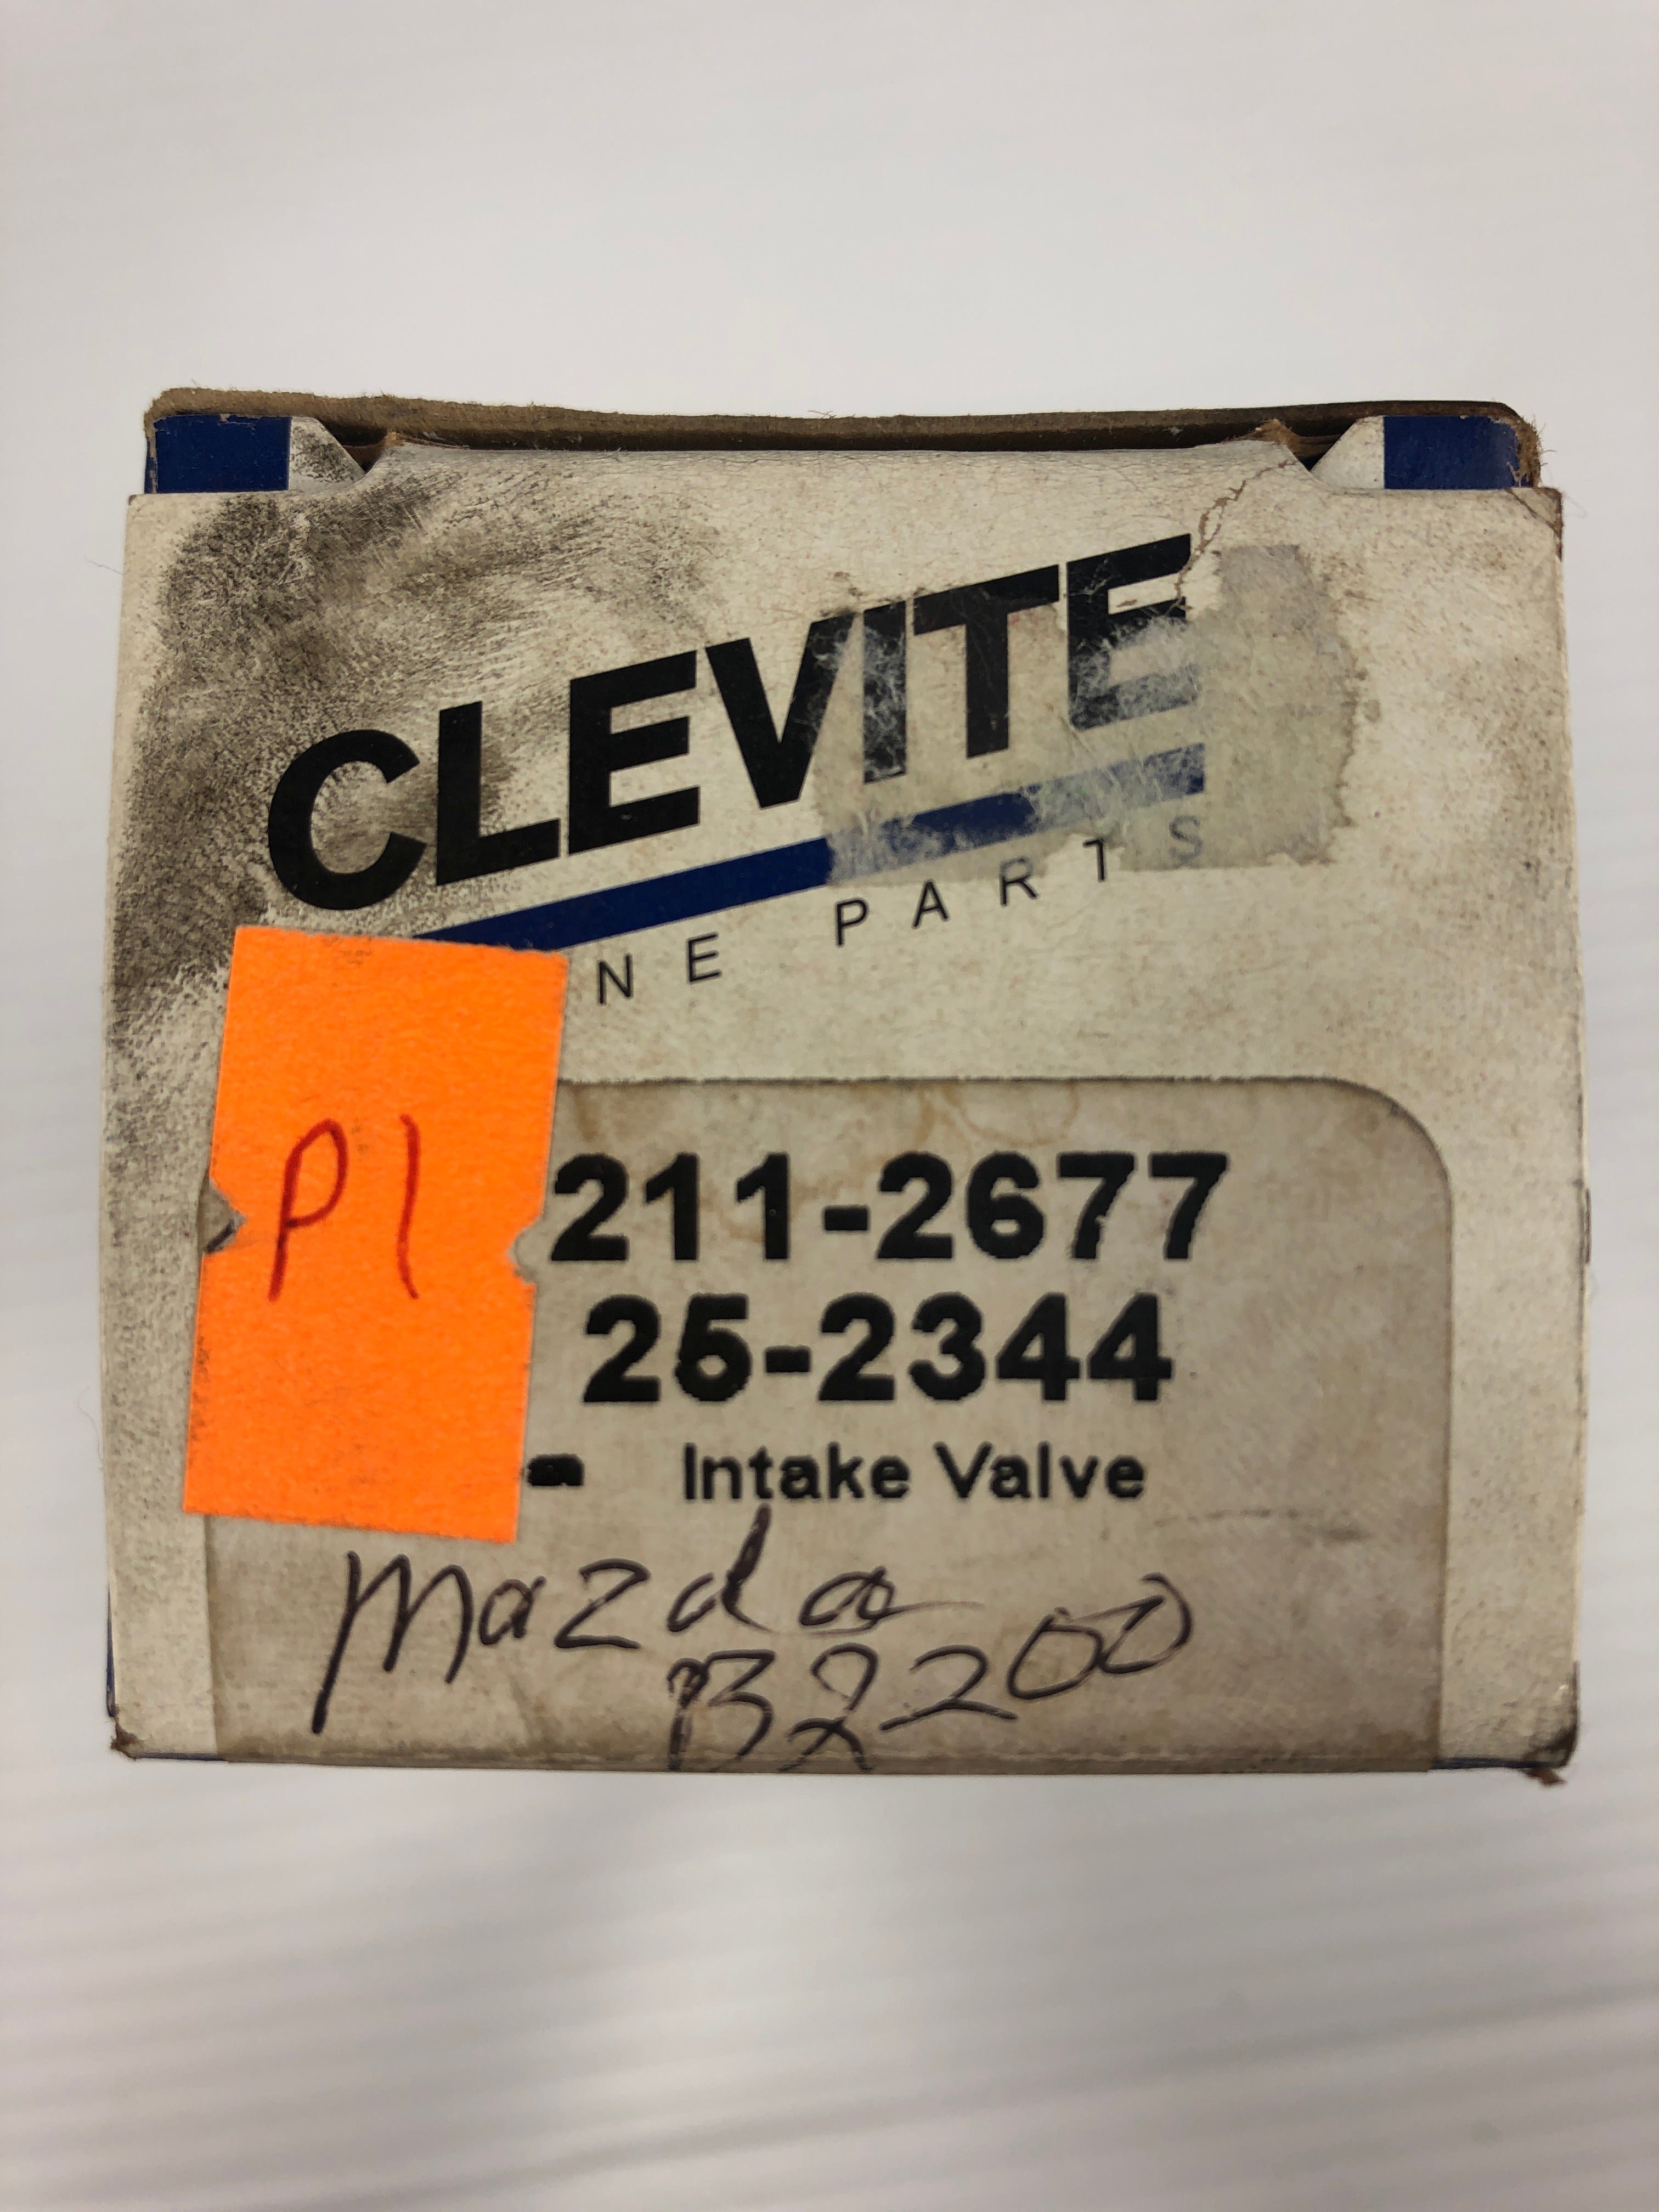 CLEVITE
NE PARTS
P1
211-2677
25-2344
- Intake Valve
Mazda
B2200